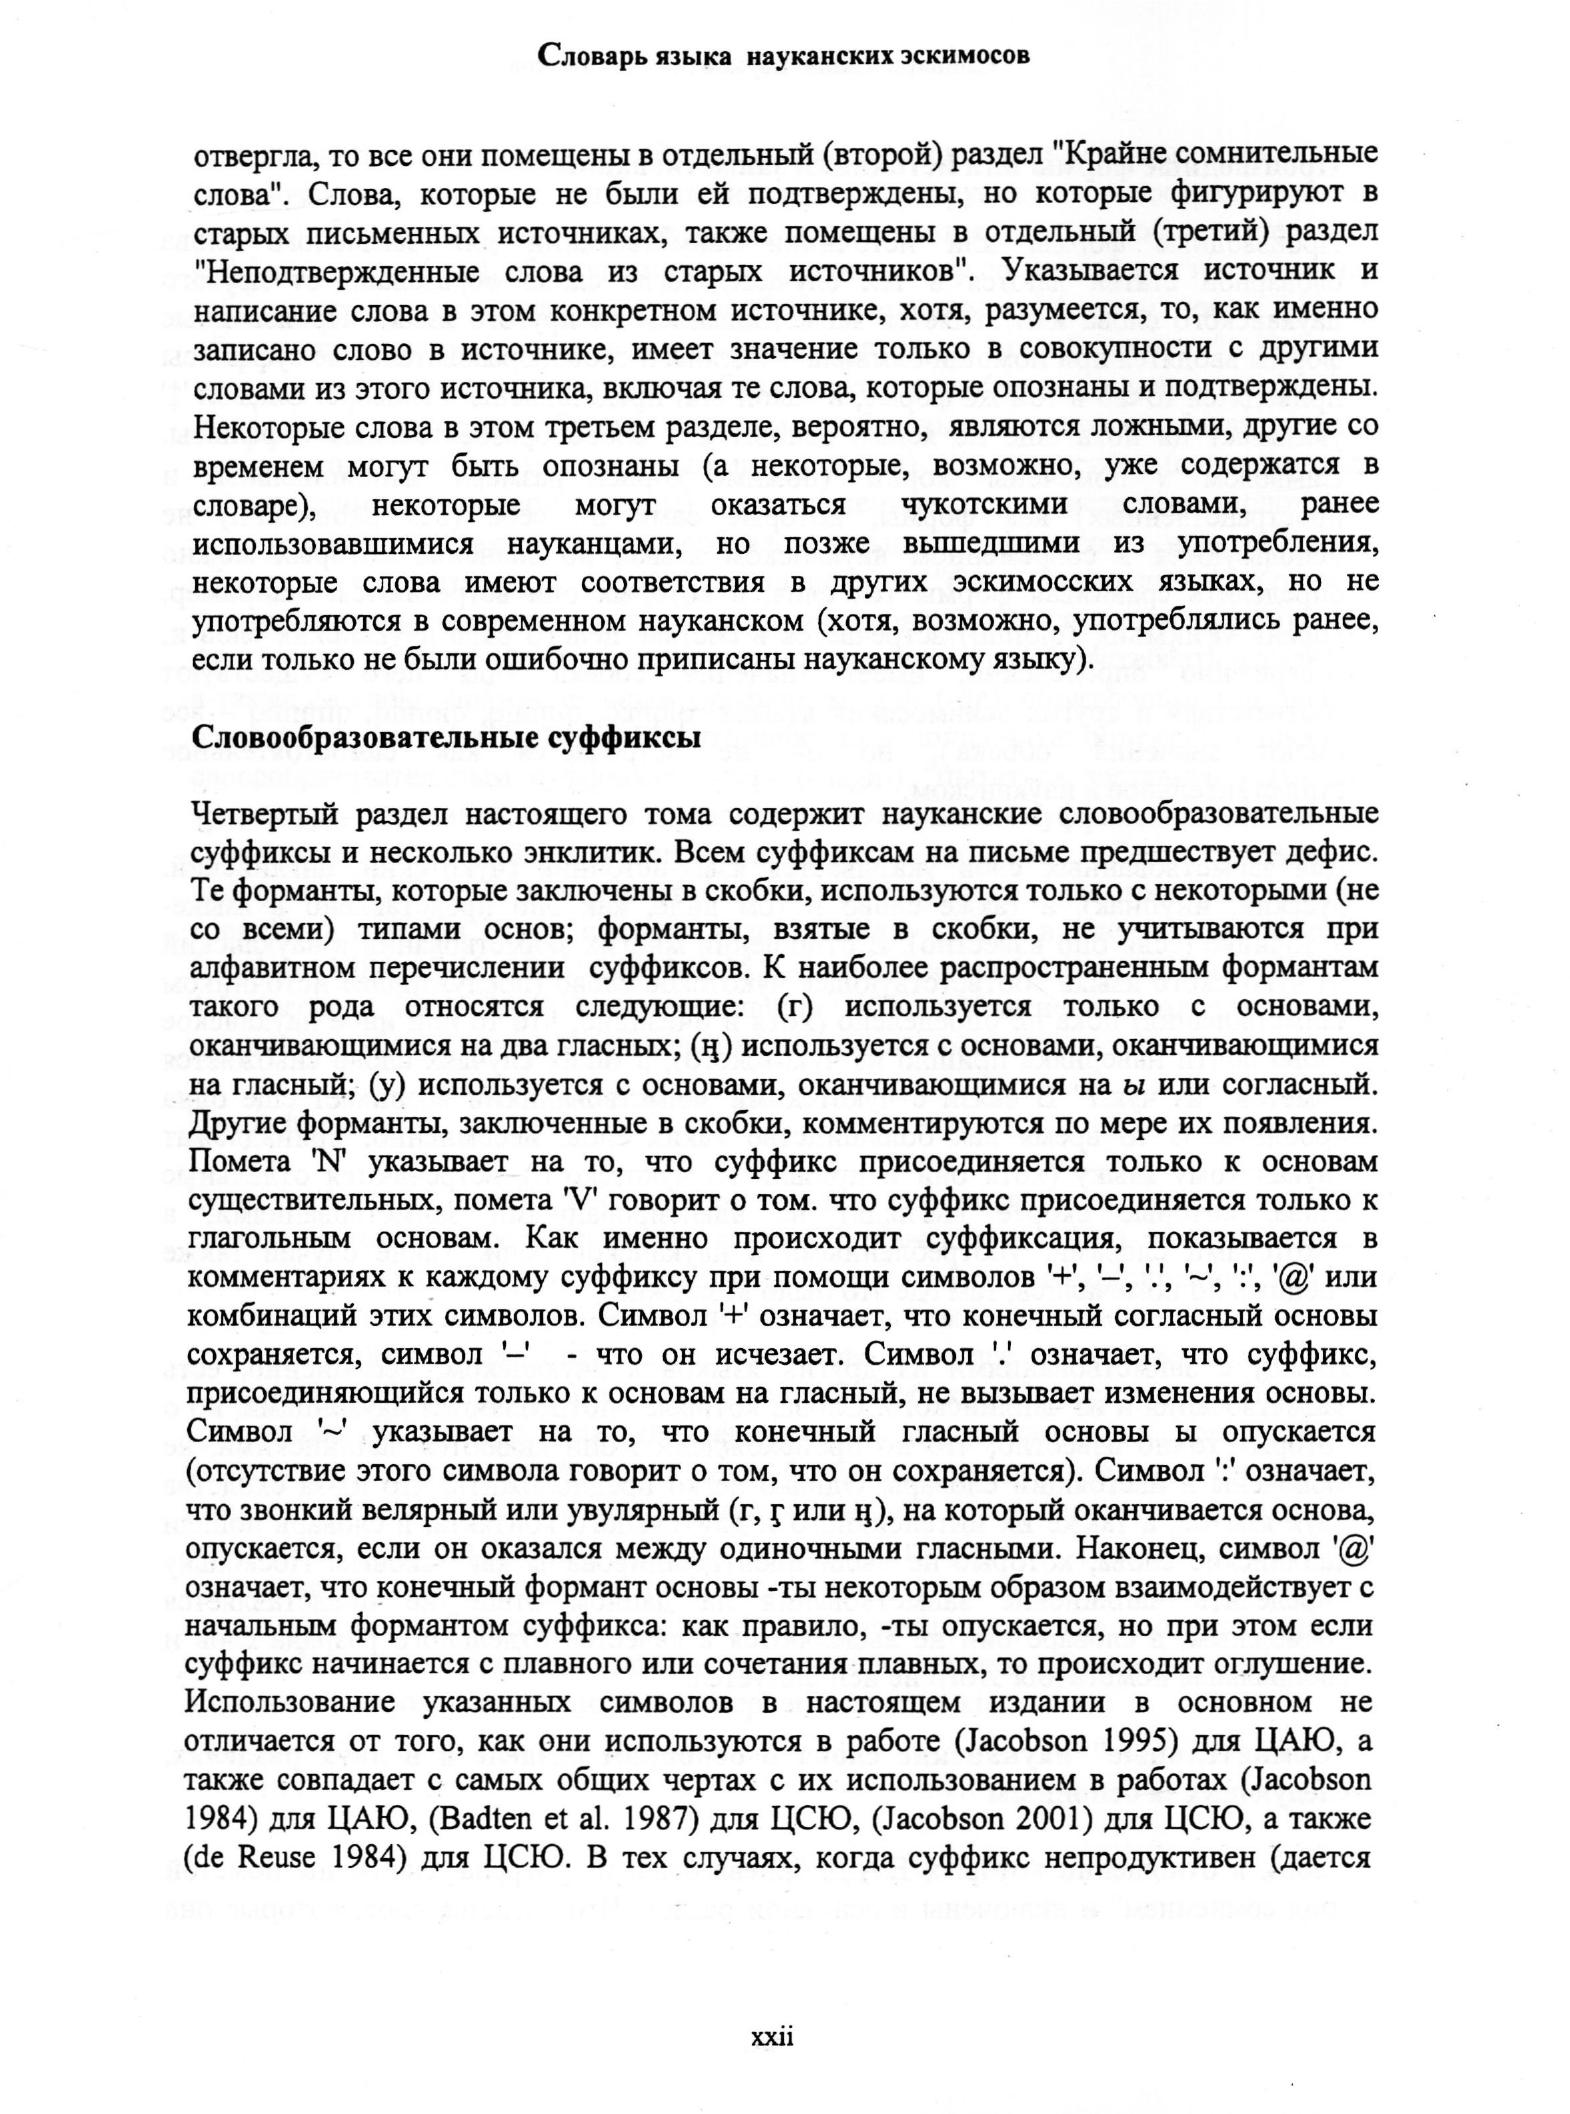 Словарь языка науканских эскимосов
отвергла, то все они помещены в отдельный (второй) раздел "Крайне сомнительные
слова". Слова, которые не были ей подтверждены, но которые фигурируют в
старых письменных источниках, также помещены в отдельный (третий) раздел
"Неподтвержденные слова из старых источников". Указывается источник и
написание слова в этом конкретном источнике, хотя, разумеется, то, как именно
записано слово в источнике, имеет значение только в совокупности с другими
словами из этого источника, включая те слова, которые опознаны и подтверждены.
Некоторые слова в этом третьем разделе, вероятно, являются ложными, другие со
временем могут быть опознаны (а некоторые, возможно, уже содержатся в
словаре), некоторые могут оказаться чукотскими словами, ранее
использовавшимися науканцами, но позже вышедшими из употребления,
некоторые слова имеют соответствия в других эскимосских языках, но не
употребляются в современном науканском (хотя, возможно, употреблялись ранее,
если только не были ошибочно приписаны науканскому языку).
Словообразовательные суффиксы
Четвертый раздел настоящего тома содержит науканские словообразовательные
суффиксы и несколько энклитик. Всем суффиксам на письме предшествует дефис.
Те форманты, которые заключены в скобки, используются только с некоторыми (не
со всеми) типами основ; форманты, взятые в скобки, не учитываются при
алфавитном перечислении суффиксов. К наиболее распространенным формантам
такого рода относятся следующие: (г) используется только с основами,
оканчивающимися на два гласных; (ӈ) используется с основами, оканчивающимися
на гласный; (у) используется с основами, оканчивающимися на ы или согласный.
Другие форманты, заключенные в скобки, комментируются по мере их появления.
Помета 'N' указывает на то, что суффикс присоединяется только к основам
существительных, помета 'V' говорит о том. что суффикс присоединяется только к
глагольным основам. Как именно происходит суффиксация, показывается в
комментариях к каждому суффиксу при помощи символов '+', '–', '.', '~', ':', '@' или
комбинаций этих символов. Символ '+' означает, что конечный согласный основы
сохраняется, символ '–' - что он исчезает. Символ '.' означает, что суффикс,
присоединяющийся только к основам на гласный, не вызывает изменения основы.
Символ '~' указывает на то, что конечный гласный основы ы опускается
(отсутствие этого символа говорит о том, что он сохраняется). Символ ':' означает,
что звонкий велярный или увулярный (г, ӷ или ӈ), на который оканчивается основа,
опускается, если он оказался между одиночными гласными. Наконец, символ '@'
означает, что конечный формант основы -ты некоторым образом взаимодействует с
начальным формантом суффикса: как правило, -ты опускается, но при этом если
суффикс начинается с плавного или сочетания плавных, то происходит оглушение.
Использование указанных символов в настоящем издании в основном не
отличается от того, как они используются в работе (Jacobson 1995) для ЦАЮ, а
также совпадает с самых общих чертах с их использованием в работах (Jacobson
1984) для ЦАЮ, (Badten et al. 1987) для ЦСЮ, (Jacobson 2001) для ЦСЮ, а также
(de Reuse 1984) для ЦСЮ. В тех случаях, когда суффикс непродуктивен (дается
xxii